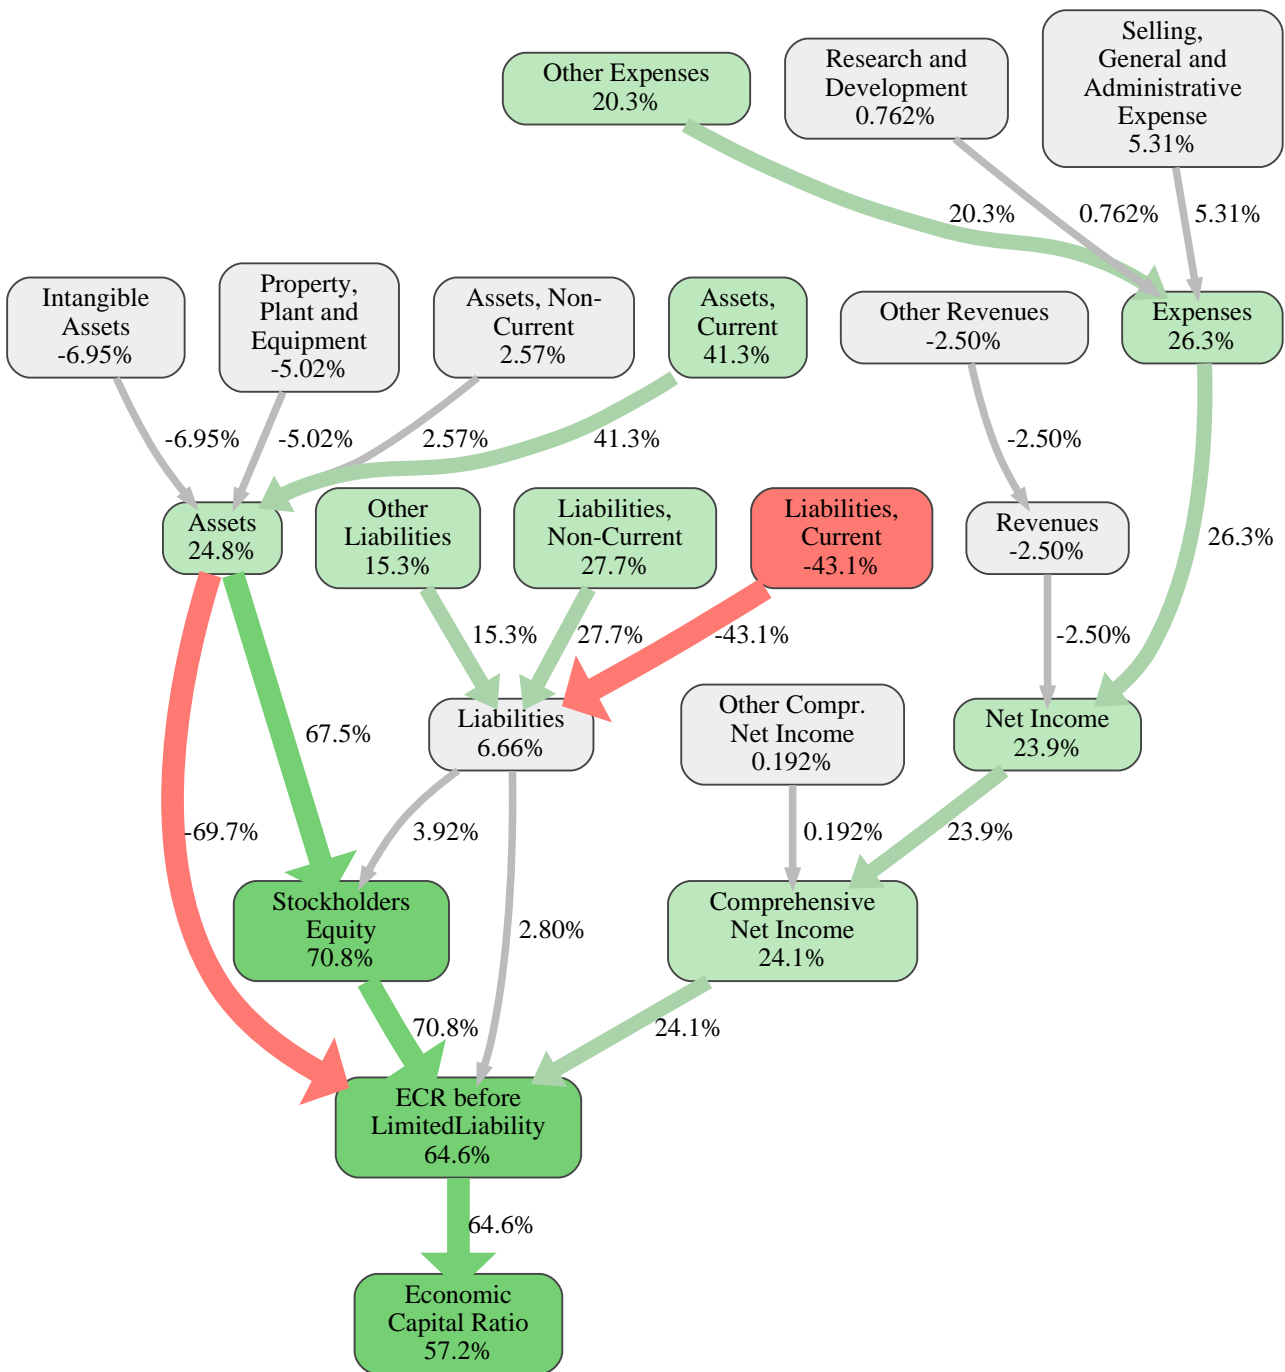 Other Expenses
20.3%
Research and
Development
0.762%
Selling,
General and
Administrative
Expense
5.31%
20.3%
0.762%
5.31%
Intangible
Assets
-6.95%
Property,
Plant and
Equipment
-5.02%
Assets, Non-
Current
2.57%
Assets,
Current
41.3%
Other Revenues
-2.50%
Expenses
26.3%
-6.95%
-5.02%
2.57%
41.3%
-2.50%
26.3%
Assets
24.8%
Other
Liabilities
15.3%
Liabilities,
Non-Current
27.7%
Liabilities,
Current
-43.1%
Revenues
-2.50%
15.3%
27.7%
-43.1%
-2.50%
67.5%
-69.7%
Liabilities
6.66%
Other Compr.
Net Income
0.192%
Net Income
23.9%
3.92%
2.80%
0.192%
23.9%
Stockholders
Equity
70.8%
Comprehensive
Net Income
24.1%
70.8%
24.1%
ECR before
LimitedLiability
64.6%
64.6%
Economic
Capital Ratio
57.2%